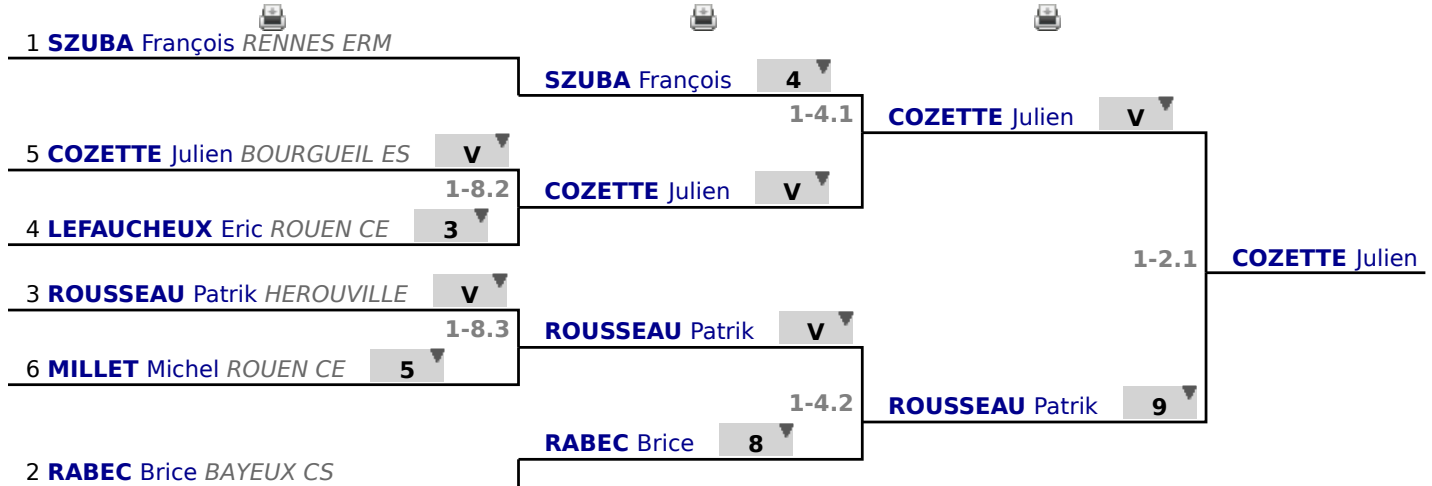 1 SZUBA François RENNES ERM
SZUBA François 4
1-4.1
COZETTE Julien V
5 COZETTE Julien BOURGUEIL ES V
1-8.2
COZETTE Julien V
4 LEFAUCHEUX Eric ROUEN CE 3
1-2.1
COZETTE Julien
3 ROUSSEAU Patrik HEROUVILLE V
1-8.3
ROUSSEAU Patrik V
6 MILLET Michel ROUEN CE 5
1-4.2
ROUSSEAU Patrik 9
RABEC Brice 8
2 RABEC Brice BAYEUX CS